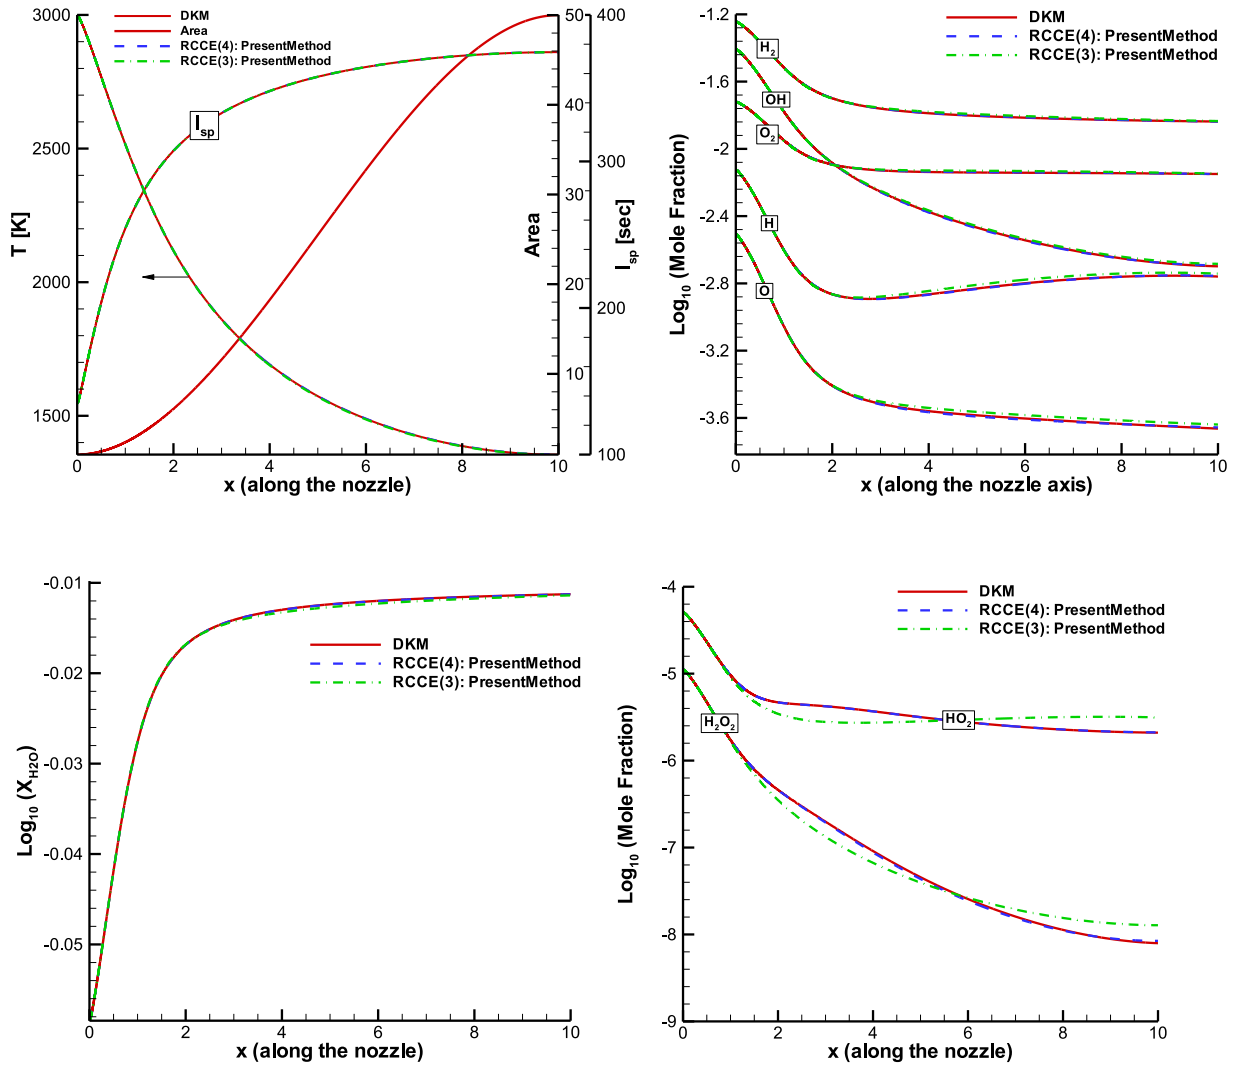 DKM
Area
RCCE(4): PresentMethod
RCCE(3): PresentMethod
I_sp
3000
2500
2000
1500
T [K]
0 2 4 6 8 10
x (along the nozzle)
50
40
30
20
10
Area
400
300
200
100
I_sp [sec]
DKM
RCCE(4): PresentMethod
RCCE(3): PresentMethod
-1.2
-1.6
-2
-2.4
-2.8
-3.2
-3.6
Log₁₀ (Mole Fraction)
H₂
OH
O₂
H
O
0 2 4 6 8 10
x (along the nozzle axis)
-0.01
-0.02
-0.03
-0.04
-0.05
Log₁₀ (X_H2O)
DKM
RCCE(4): PresentMethod
RCCE(3): PresentMethod
0 2 4 6 8 10
x (along the nozzle)
-4
-5
-6
-7
-8
-9
Log₁₀ (Mole Fraction)
DKM
RCCE(4): PresentMethod
RCCE(3): PresentMethod
H₂O₂
HO₂
0 2 4 6 8 10
x (along the nozzle)